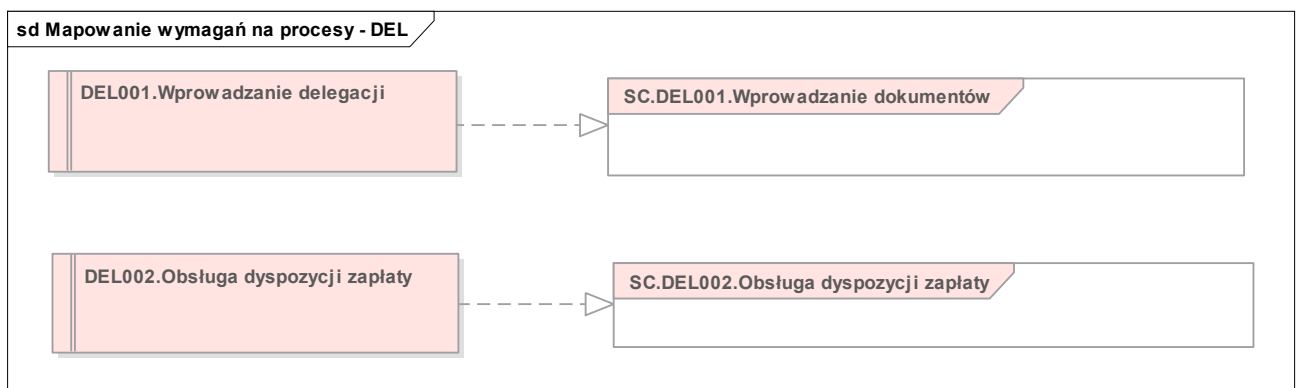 sd Mapowanie wymagań na procesy - DEL
DEL001.Wprowadzanie delegacji
SC.DEL001.Wprowadzanie dokumentów
DEL002.Obsługa dyspozycji zapłaty
SC.DEL002.Obsługa dyspozycji zapłaty